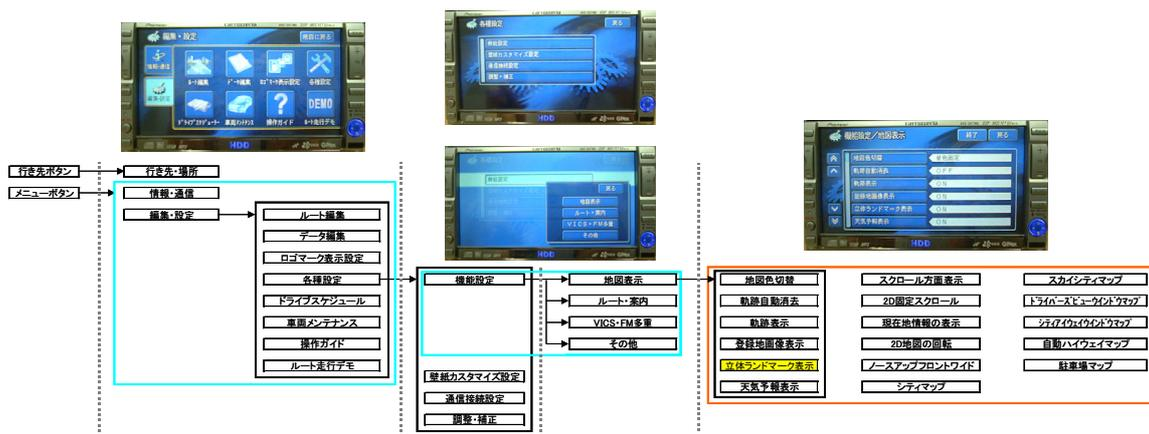 編集・設定
地図に戻る
情報・通信
編集・設定
ルート編集
データ編集
ロゴマーク表示設定
各種設定
ドライブスケジューラー
車両メンテナンス
操作ガイド
DEMO
ルート走行デモ
HDD
各種設定
戻る
機能設定
壁紙カスタマイズ設定
通信接続設定
調整・補正
HDD
各種設定
機能設定
戻る
地図表示
ルート・案内
VICS・FM多重
その他
HDD
機能設定/地図表示
終了
戻る
地図色切替
昼色固定
軌跡自動消去
OFF
軌跡表示
ON
登録地画像表示
ON
立体ランドマーク表示
ON
天気予報表示
ON
HDD
行き先ボタン
行き先・場所
メニューボタン
情報・通信
編集・設定
ルート編集
データ編集
ロゴマーク表示設定
各種設定
ドライブスケジュール
車両メンテナンス
操作ガイド
ルート走行デモ
機能設定
壁紙カスタマイズ設定
通信接続設定
調整・補正
地図表示
ルート・案内
VICS・FM多重
その他
地図色切替
軌跡自動消去
軌跡表示
登録地画像表示
立体ランドマーク表示
天気予報表示
スクロール方面表示
2D固定スクロール
現在地情報の表示
2D地図の回転
ノースアップフロントワイド
シティマップ
スカイシティマップ
ドライバーズビューウインドウマップ
シティアイウェイウインドウマップ
自動ハイウェイマップ
駐車場マップ